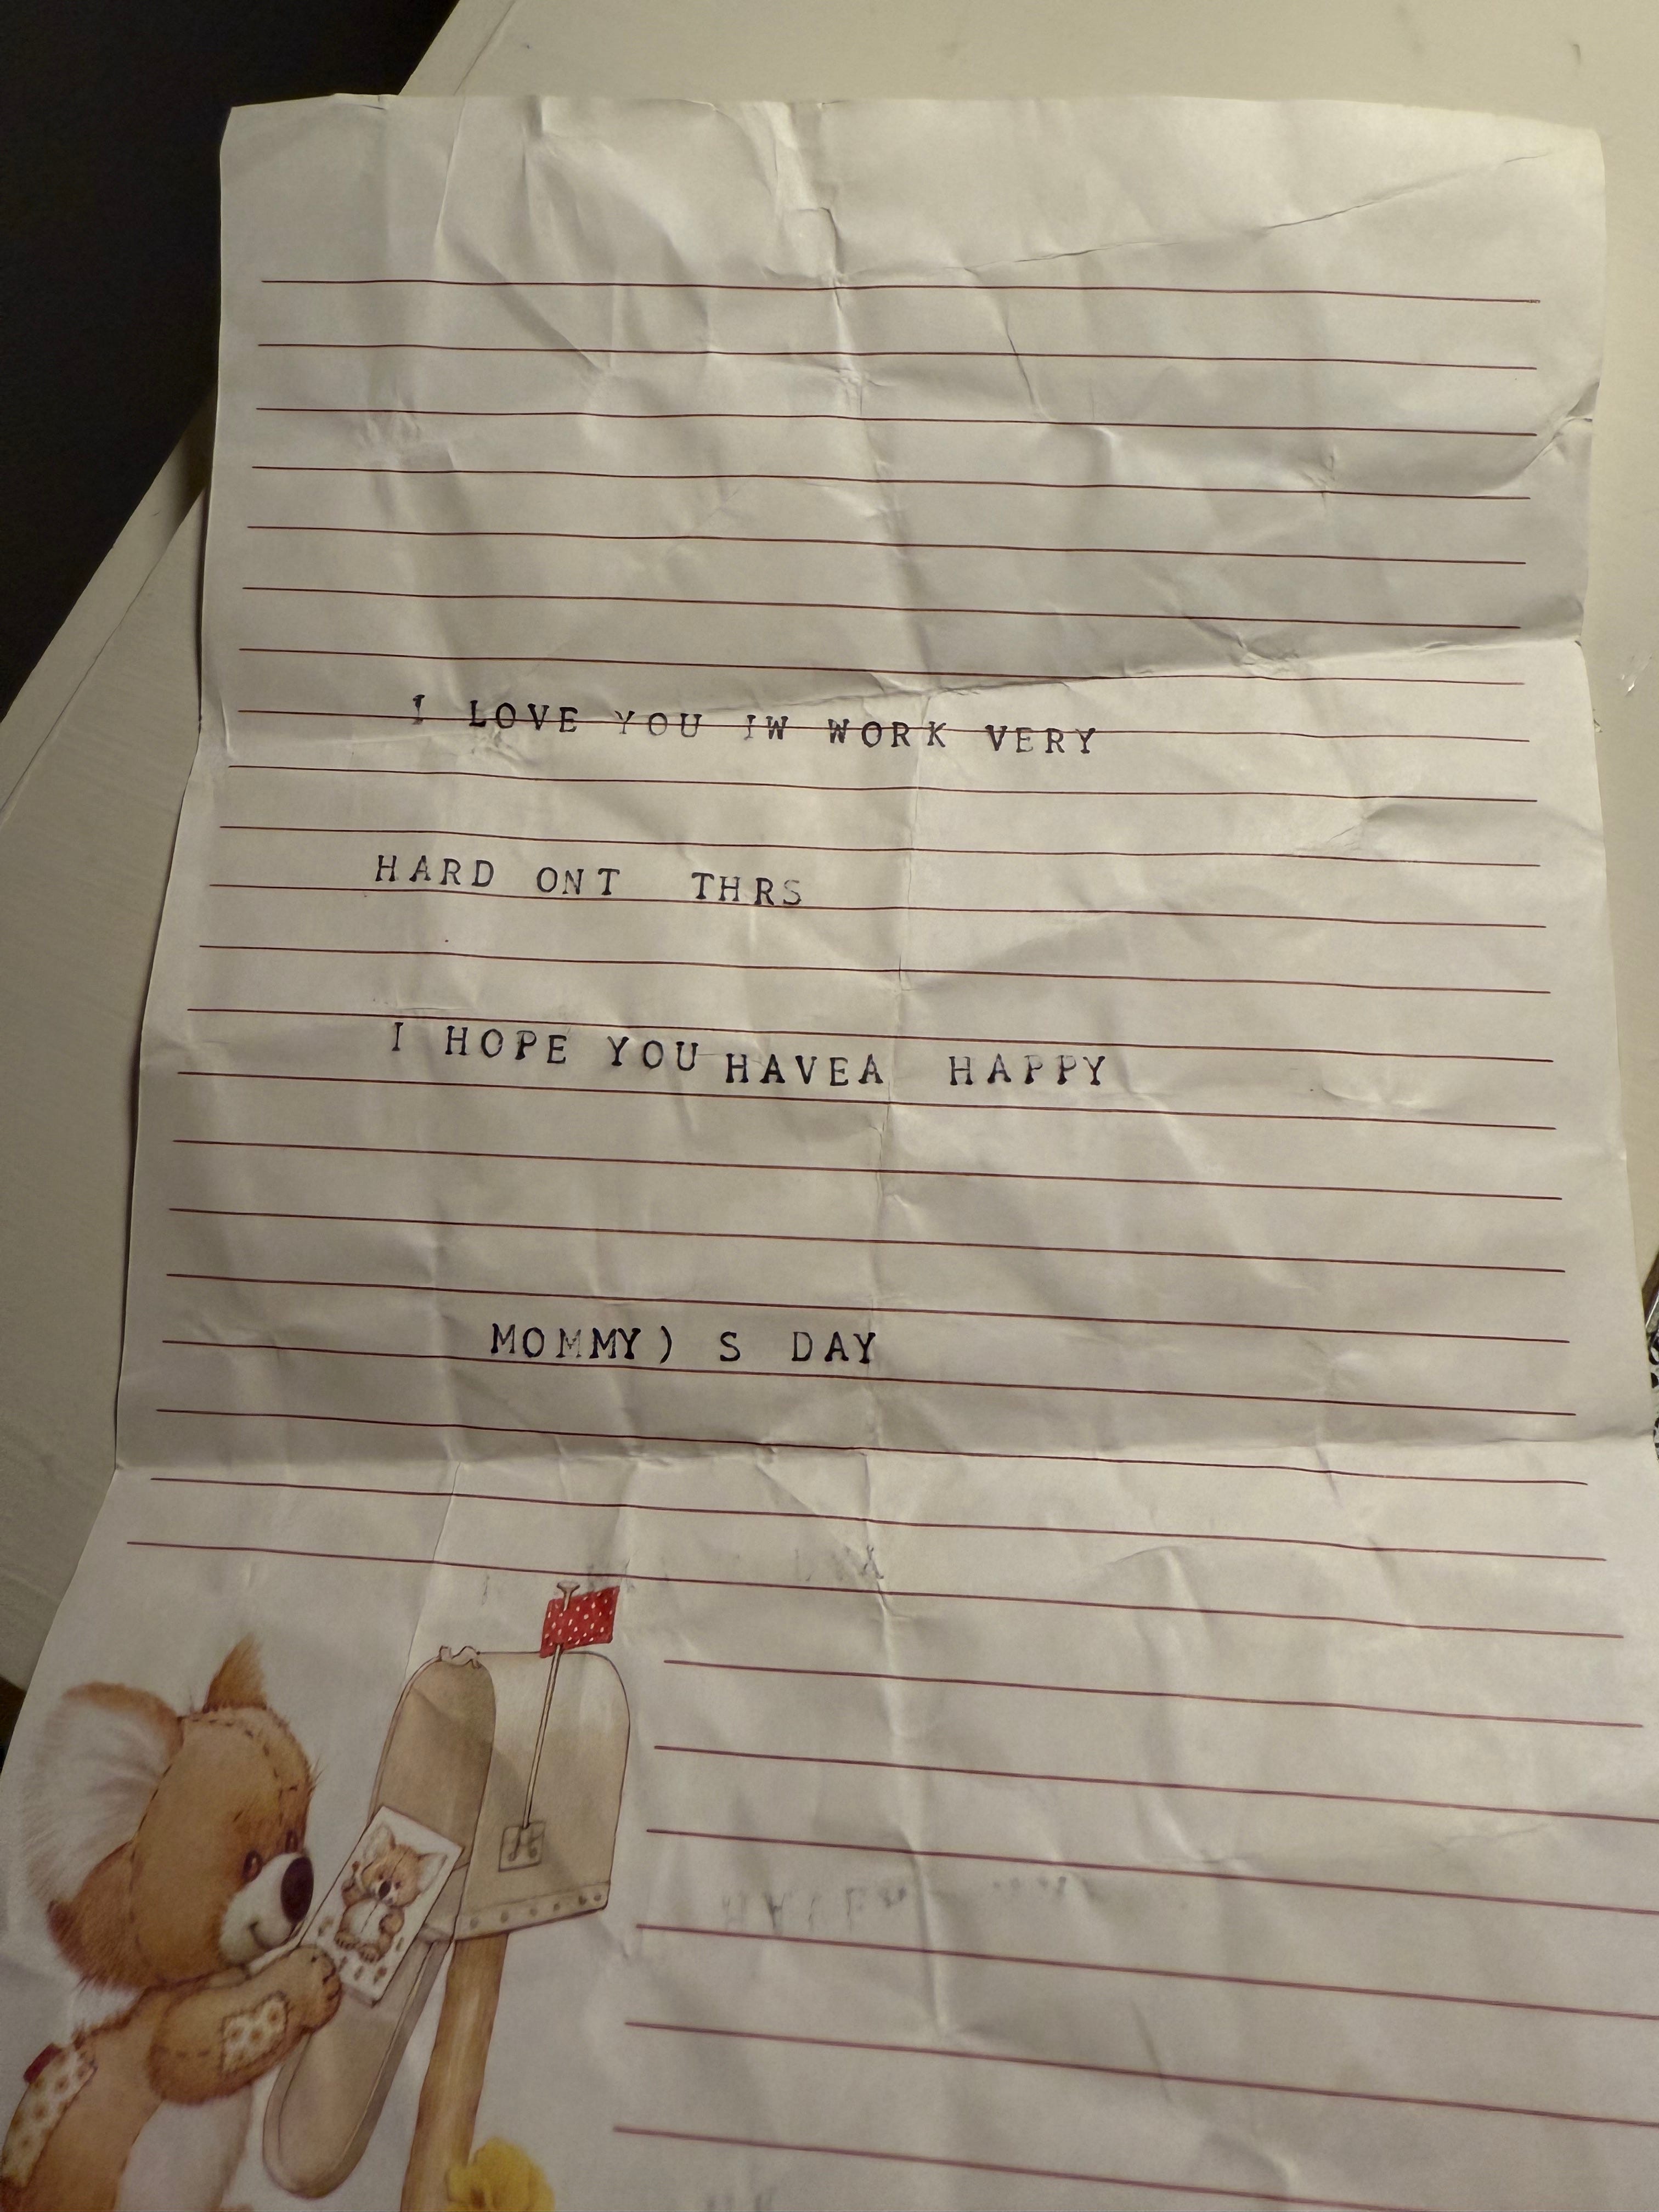 I LOVE YOU IW WORK VERY
HARD ONT THRS
I HOPE YOU HAVEA HAPPY
MOMMY) S DAY